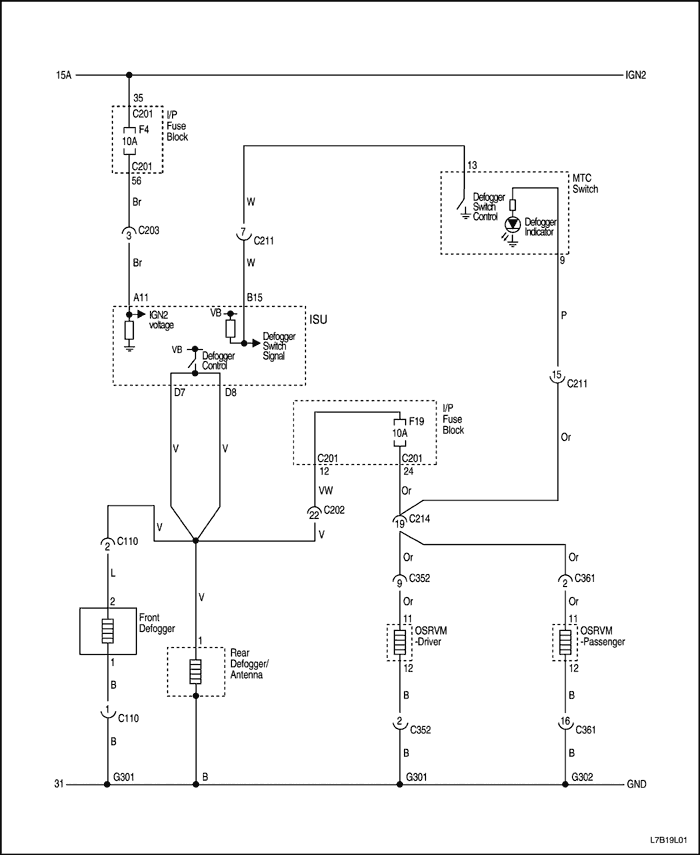 15A
IGN2
35
C201
I/P
Fuse
Block
F4
10A
C201
56
Br
3
C203
Br
A11
W
7
C211
W
B15
13
MTC
Switch
Defogger
Switch
Control
Defogger
Indicator
9
P
15
C211
Or
ISU
IGN2
voltage
VB
Defogger
Switch
Signal
VB
Defogger
Control
D7
D8
V
V
I/P
Fuse
Block
F19
10A
C201
C201
12
24
VW
Or
22
C202
V
19
C214
V
2
C110
L
2
Front
Defogger
1
B
1
C110
B
V
1
Rear
Defogger/
Antenna
Or
9
C352
Or
11
OSRVM
-Driver
12
B
2
C352
B
Or
2
C361
Or
11
OSRVM
-Passenger
12
B
16
C361
B
31
G301
B
G301
G302
GND
L7B19L01